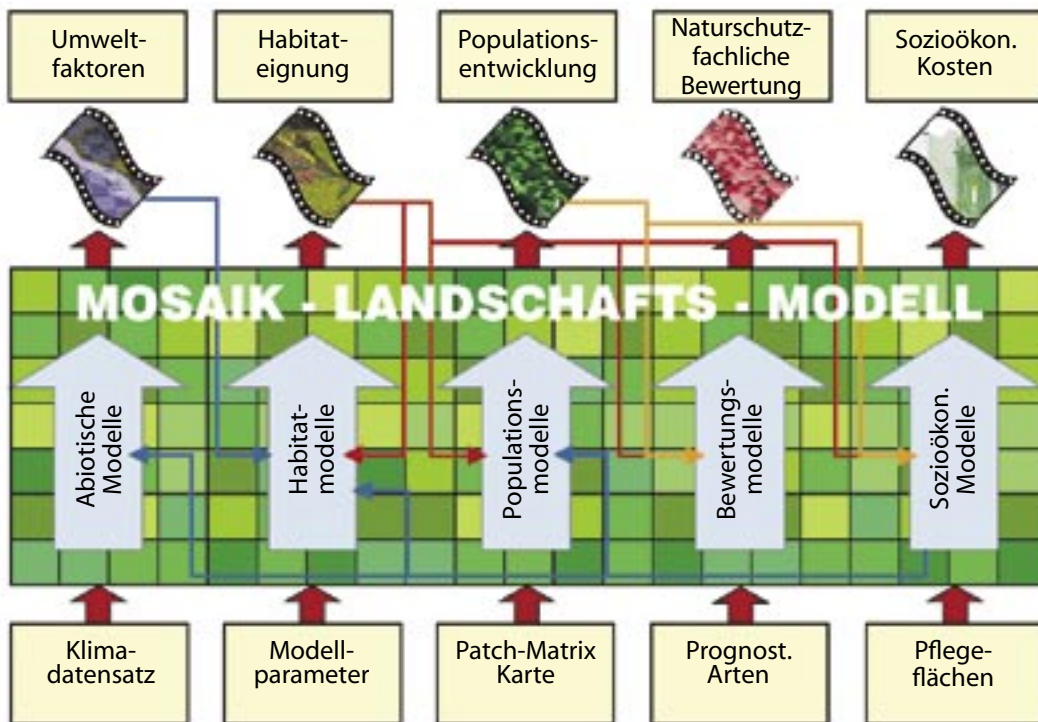 Umwelt-
faktoren
Habitat-
eignung
Populations-
entwicklung
Naturschutz-
fachliche
Bewertung
Sozioökon.
Kosten
MOSAIK - LANDSCHAFTS - MODELL
Abiotische
Modelle
Habitat-
modelle
Populations-
modelle
Bewertungs-
modelle
Sozioökon.
Modelle
Klima-
datensatz
Modell-
parameter
Patch-Matrix
Karte
Prognost.
Arten
Pflege-
flächen